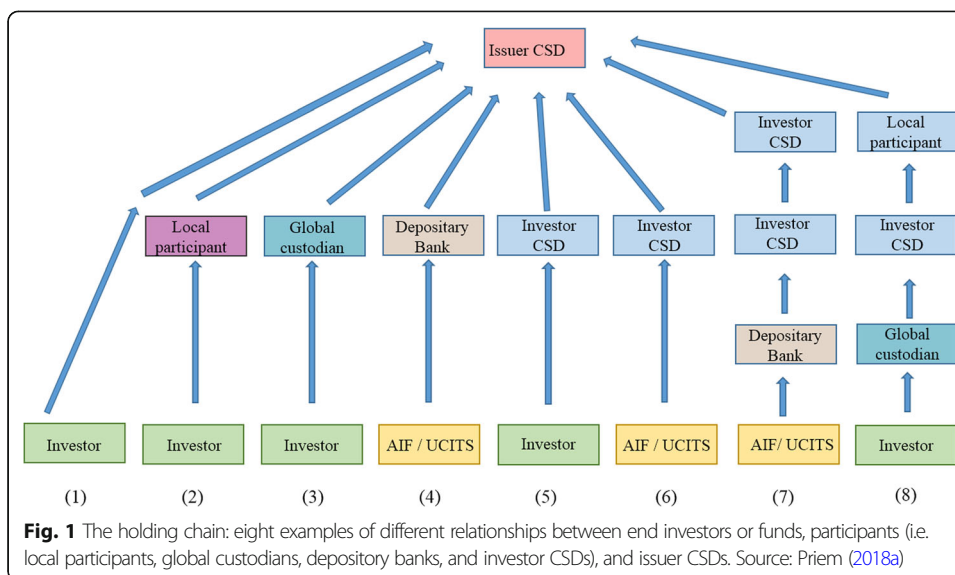 Issuer CSD
Investor
CSD
Local
participant
Local
participant
Global
custodian
Depositary
Bank
Investor
CSD
Investor
CSD
Investor
CSD
Investor
CSD
Depositary
Bank
Global
custodian
Investor
Investor
Investor
AIF / UCITS
Investor
AIF / UCITS
AIF / UCITS
Investor
(1)
(2)
(3)
(4)
(5)
(6)
(7)
(8)
Fig. 1 The holding chain: eight examples of different relationships between end investors or funds, participants (i.e.
local participants, global custodians, depository banks, and investor CSDs), and issuer CSDs. Source: Priem (2018a)